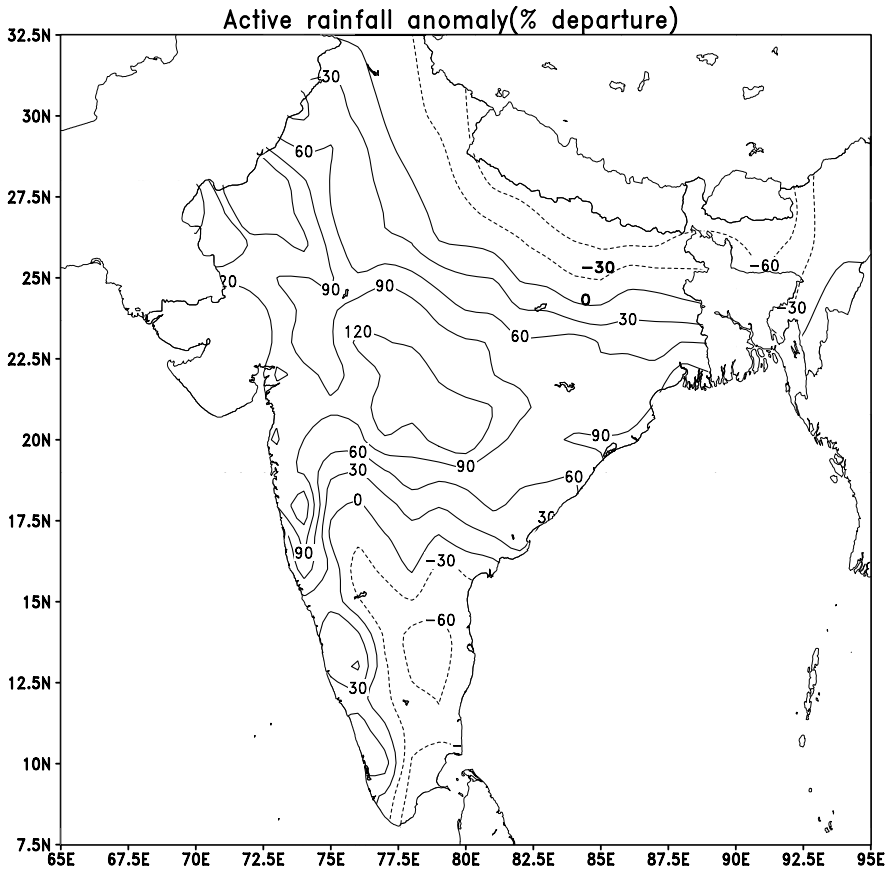 Active rainfall anomaly(% departure)
32.5N
30
30N
60
27.5N
-30
-60
25N
20
90
90
0
-30
30
120
60
22.5N
90
20N
60
90
30
60
0
17.5N
30
90
-30
15N
-60
12.5N
30
10N
7.5N
65E 67.5E 70E 72.5E 75E 77.5E 80E 82.5E 85E 87.5E 90E 92.5E 95E